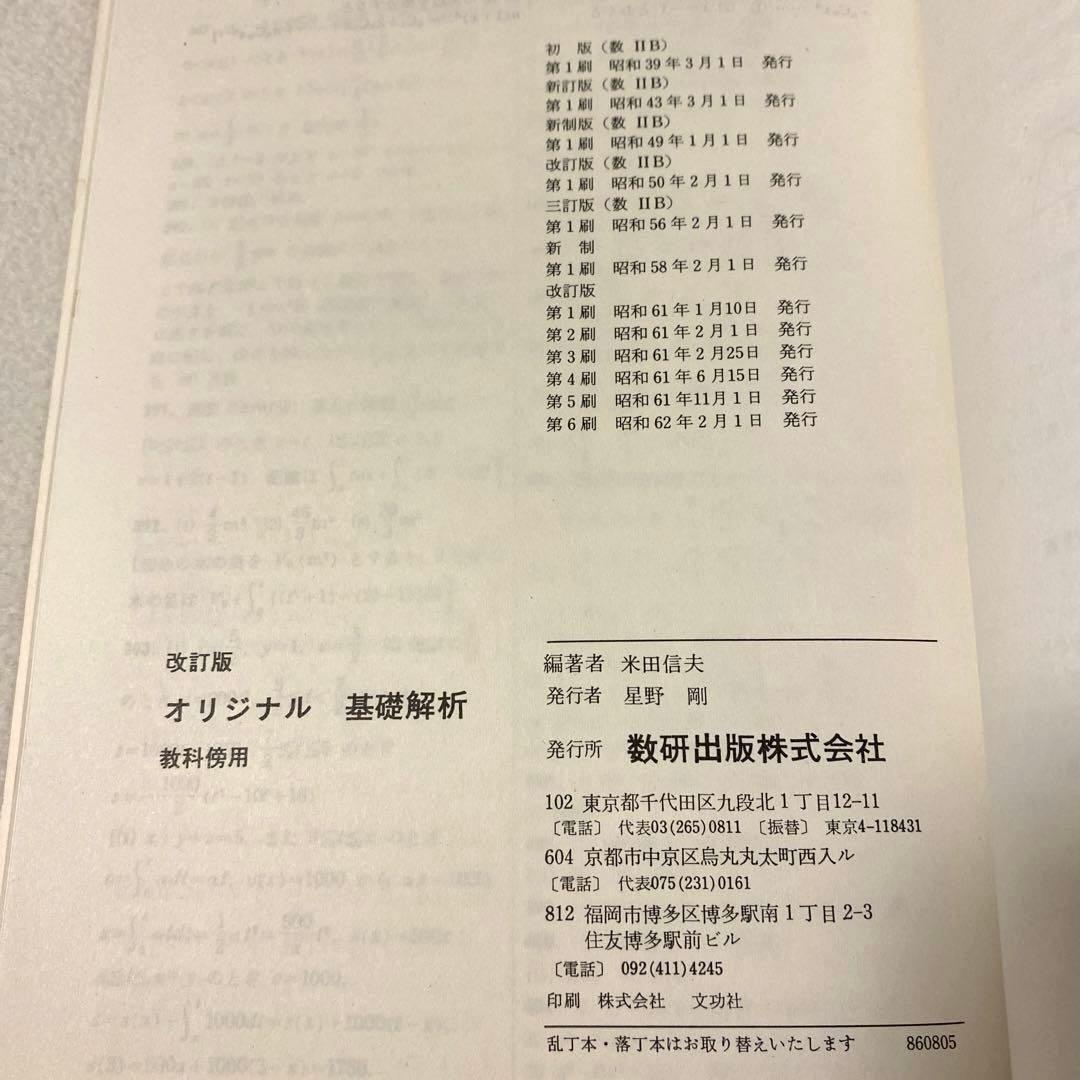 初 版 (数 II B)
第1刷 昭和39年3月1日 発行
新訂版 (数 II B)
第1刷 昭和43年3月1日 発行
新制版 (数 II B)
第1刷 昭和49年1月1日 発行
改訂版 (数 II B)
第1刷 昭和50年2月1日 発行
三訂版 (数 II B)
第1刷 昭和56年2月1日 発行
新 制
第1刷 昭和58年2月1日 発行
改訂版
第1刷 昭和61年1月10日 発行
第2刷 昭和61年2月1日 発行
第3刷 昭和61年2月25日 発行
第4刷 昭和61年6月15日 発行
第5刷 昭和61年11月1日 発行
第6刷 昭和62年2月1日 発行
改訂版
オリジナル 基礎解析
教科傍用
編著者 米田信夫
発行者 星野 剛
発行所 数研出版株式会社
102 東京都千代田区九段北1丁目12-11
〔電話〕 代表03(265)0811 〔振替〕 東京4-118431
604 京都市中京区烏丸丸太町西入ル
〔電話〕 代表075(231)0161
812 福岡市博多区博多駅南1丁目2-3
住友博多駅前ビル
〔電話〕 092(411)4245
印刷 株式会社 文功社
乱丁本・落丁本はお取り替えいたします 860805